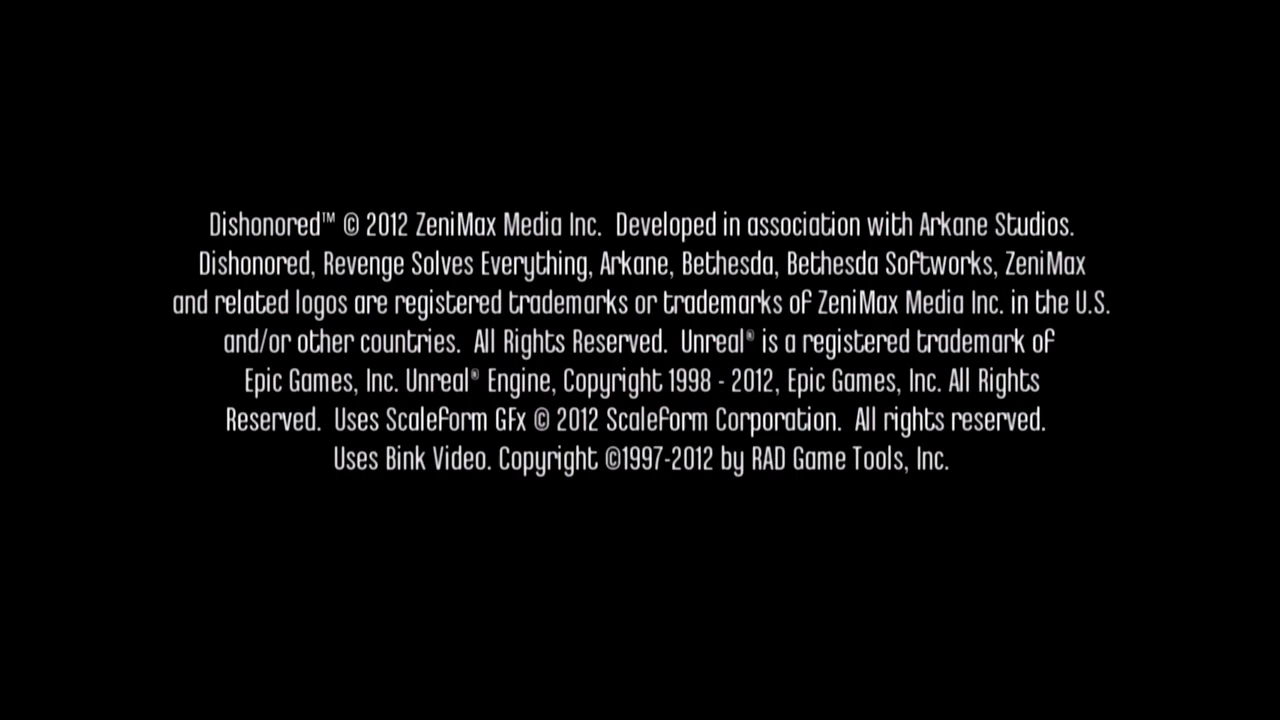 Dishonored™ © 2012 ZeniMax Media Inc.  Developed in association with Arkane Studios.
Dishonored, Revenge Solves Everything, Arkane, Bethesda, Bethesda Softworks, ZeniMax
and related logos are registered trademarks or trademarks of ZeniMax Media Inc. in the U.S.
and/or other countries.  All Rights Reserved.  Unreal® is a registered trademark of
Epic Games, Inc. Unreal® Engine, Copyright 1998 - 2012, Epic Games, Inc. All Rights
Reserved.  Uses Scaleform GFx © 2012 Scaleform Corporation.  All rights reserved.
Uses Bink Video. Copyright ©1997-2012 by RAD Game Tools, Inc.